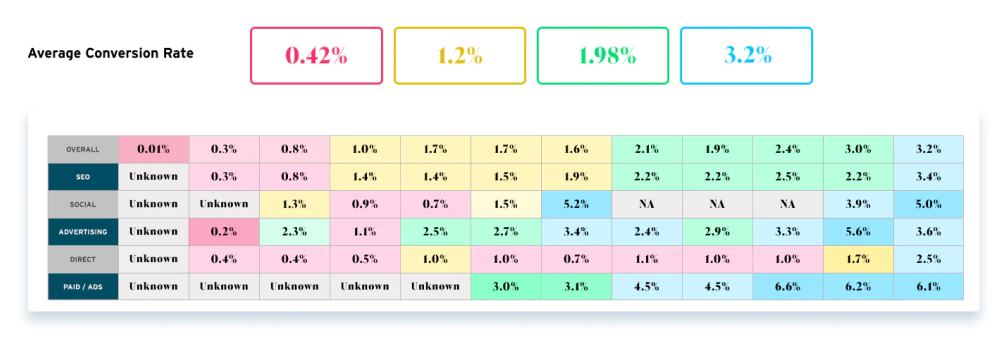 Average Conversion Rate 0.42% 1.2% 1.98% 3.2%
OVERALL 0.01% 0.3% 0.8% 1.0% 1.7% 1.7% 1.6% 2.1% 1.9% 2.4% 3.0% 3.2%
SEO Unknown 0.3% 0.8% 1.4% 1.4% 1.5% 1.9% 2.2% 2.2% 2.5% 2.2% 3.4%
SOCIAL Unknown Unknown 1.3% 0.9% 0.7% 1.5% 5.2% NA NA NA 3.9% 5.0%
ADVERTISING Unknown 0.2% 2.3% 1.1% 2.5% 2.7% 3.4% 2.4% 2.9% 3.3% 5.6% 3.6%
DIRECT Unknown 0.4% 0.4% 0.5% 1.0% 1.0% 0.7% 1.1% 1.0% 1.0% 1.7% 2.5%
PAID / ADS Unknown Unknown Unknown Unknown Unknown 3.0% 3.1% 4.5% 4.5% 6.6% 6.2% 6.1%